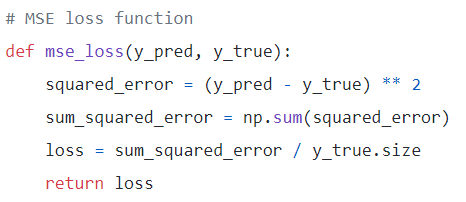 # MSE loss function
def mse_loss(y_pred, y_true):
    squared_error = (y_pred - y_true) ** 2
    sum_squared_error = np.sum(squared_error)
    loss = sum_squared_error / y_true.size
    return loss